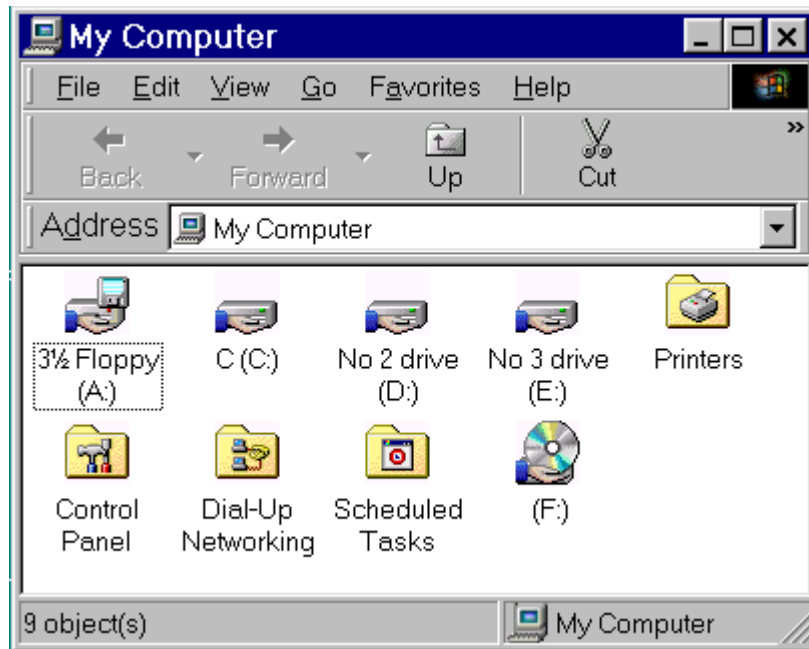 My Computer
File Edit View Go Favorites Help
Back Forward Up Cut »
Address My Computer
3½ Floppy C (C:) No 2 drive No 3 drive Printers
(A:) (D:) (E:)
Control Dial-Up Scheduled (F:)
Panel Networking Tasks
9 object(s) My Computer